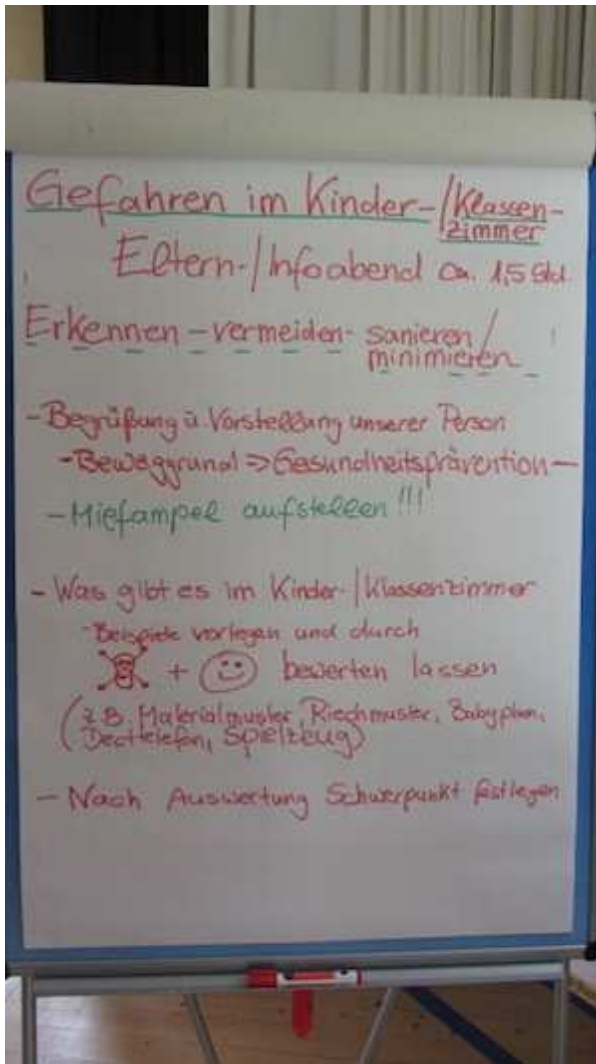 Gefahren im Kinder-/Klassen-
zimmer
Eltern-/Infoabend ca. 1,5 Std.
Erkennen - vermeiden - sanieren/
minimieren
- Begrüßung u. Vorstellung unserer Person
- Beweggrund => Gesundheitsprävention -
- Miefampel aufstellen!!!
- Was gibt es im Kinder-/Klassenzimmer
- Beispiele vorlegen und durch
+ bewerten lassen
(z.B. Materialmuster, Riechmuster, Babyphon,
Decttelefon, Spielzeug)
- Nach Auswertung Schwerpunkt festlegen